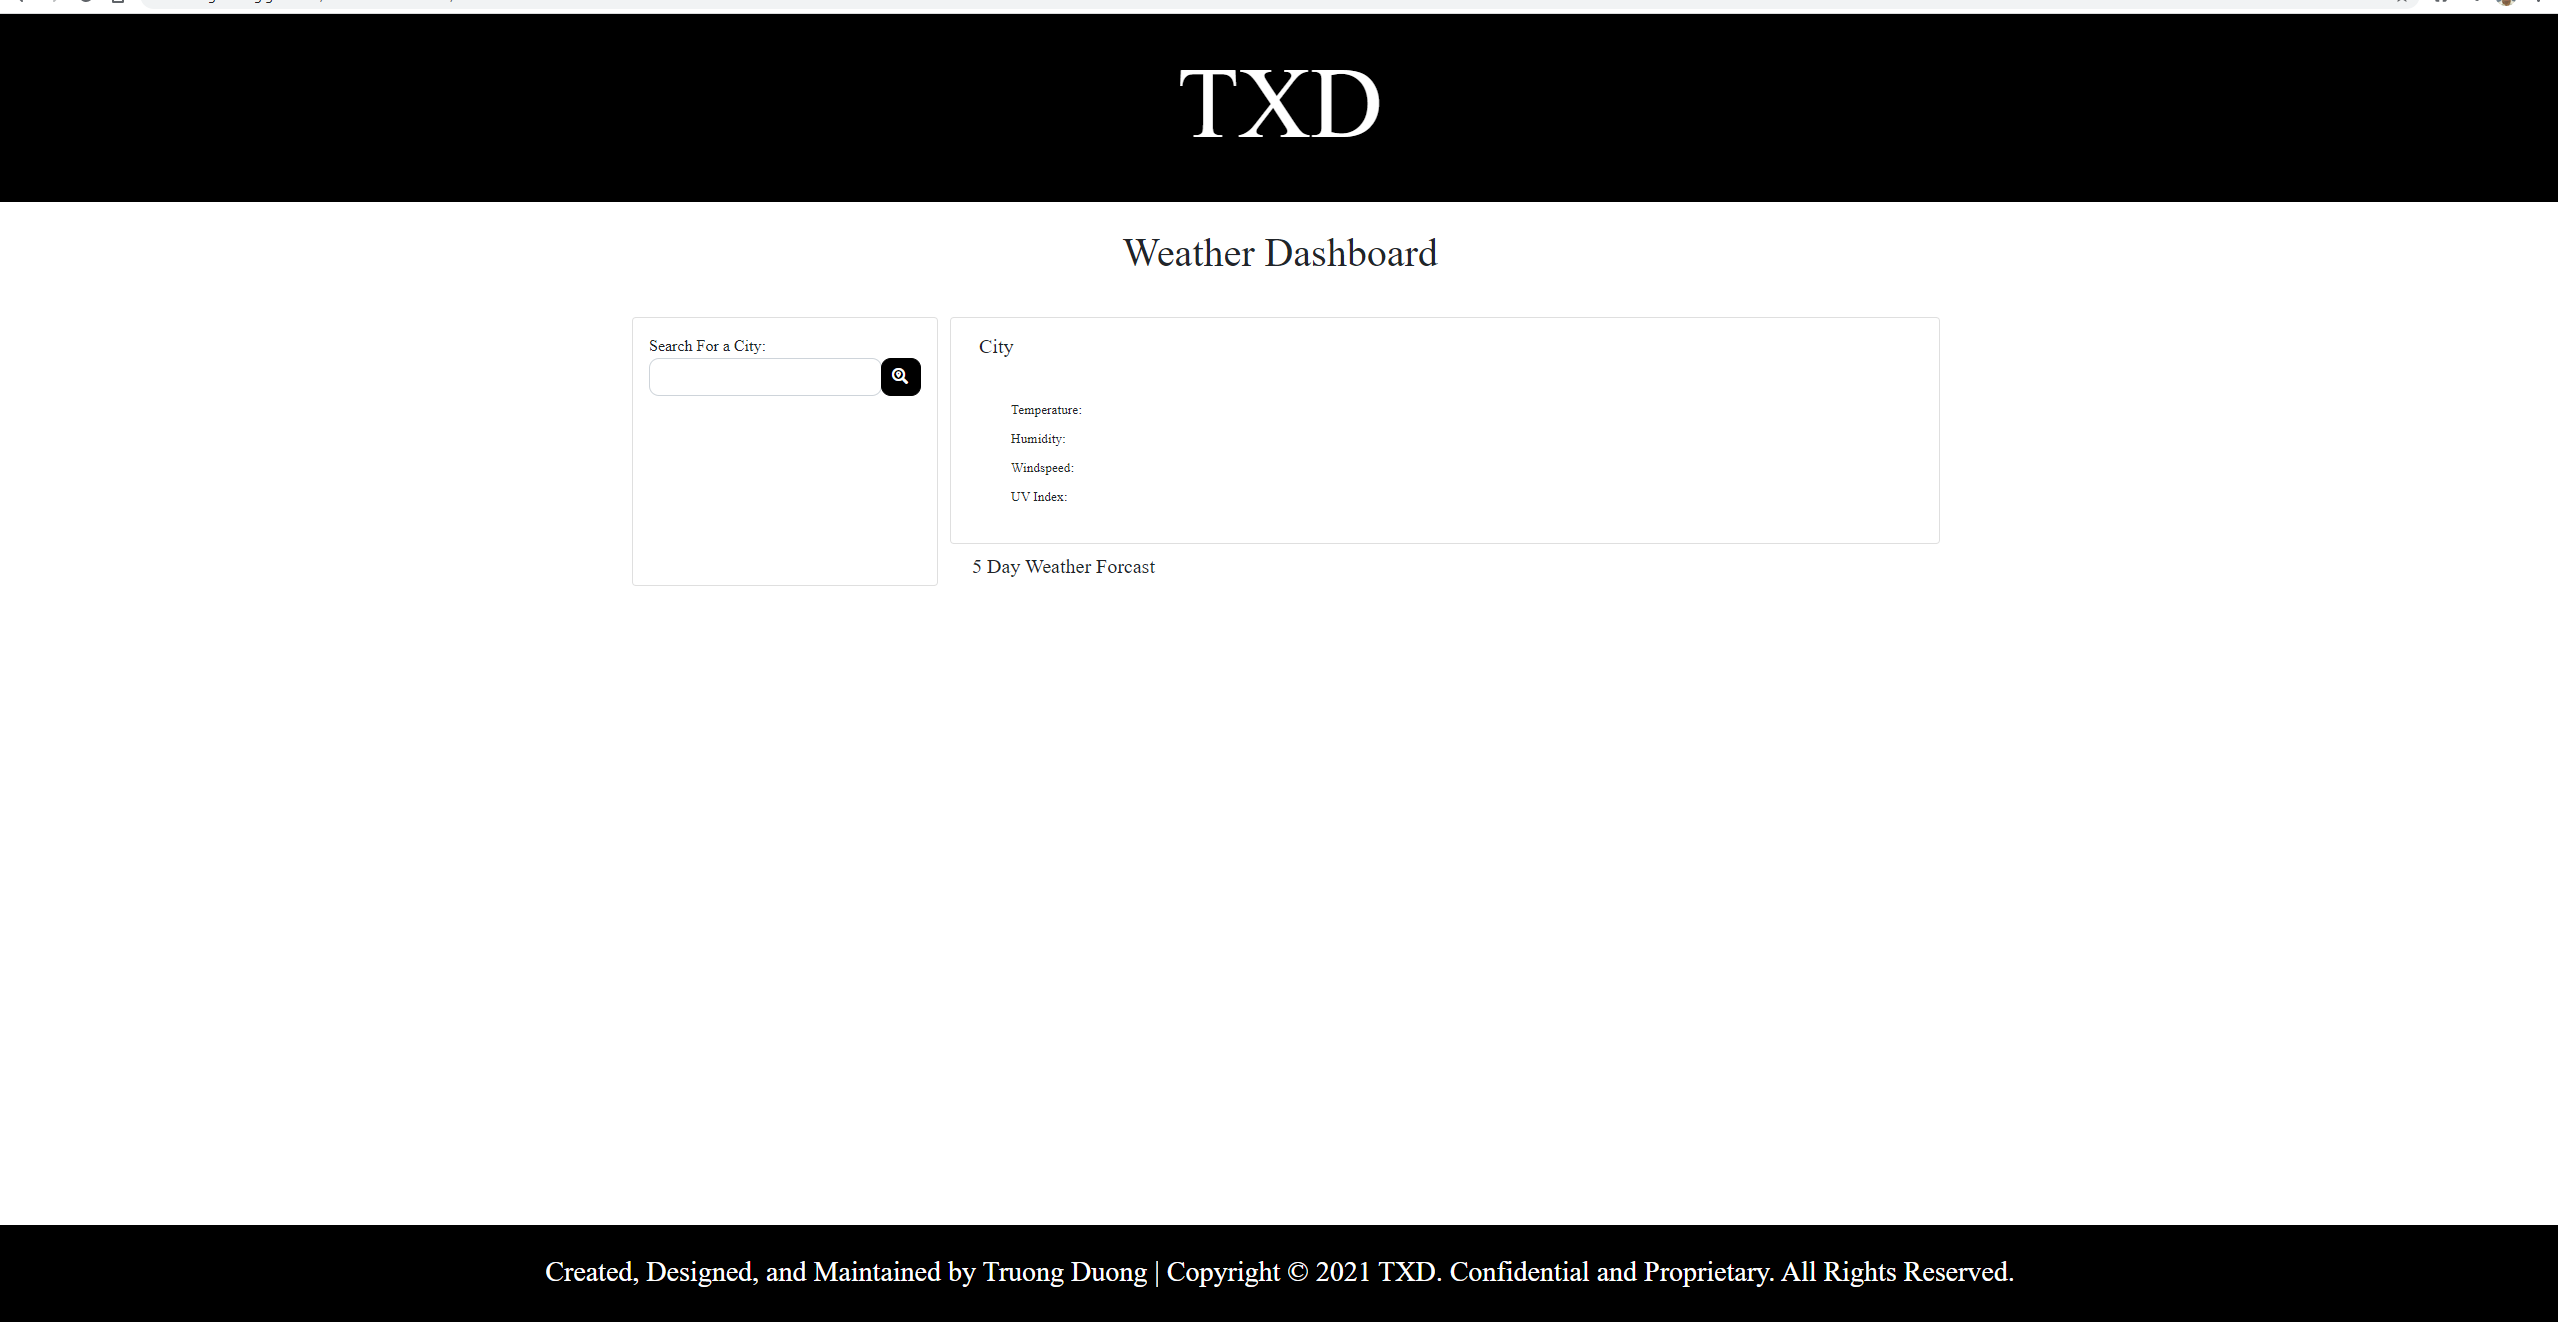 TXD
Weather Dashboard
Search For a City:
City
Temperature:
Humidity:
Windspeed:
UV Index:
5 Day Weather Forcast
Created, Designed, and Maintained by Truong Duong | Copyright © 2021 TXD. Confidential and Proprietary. All Rights Reserved.